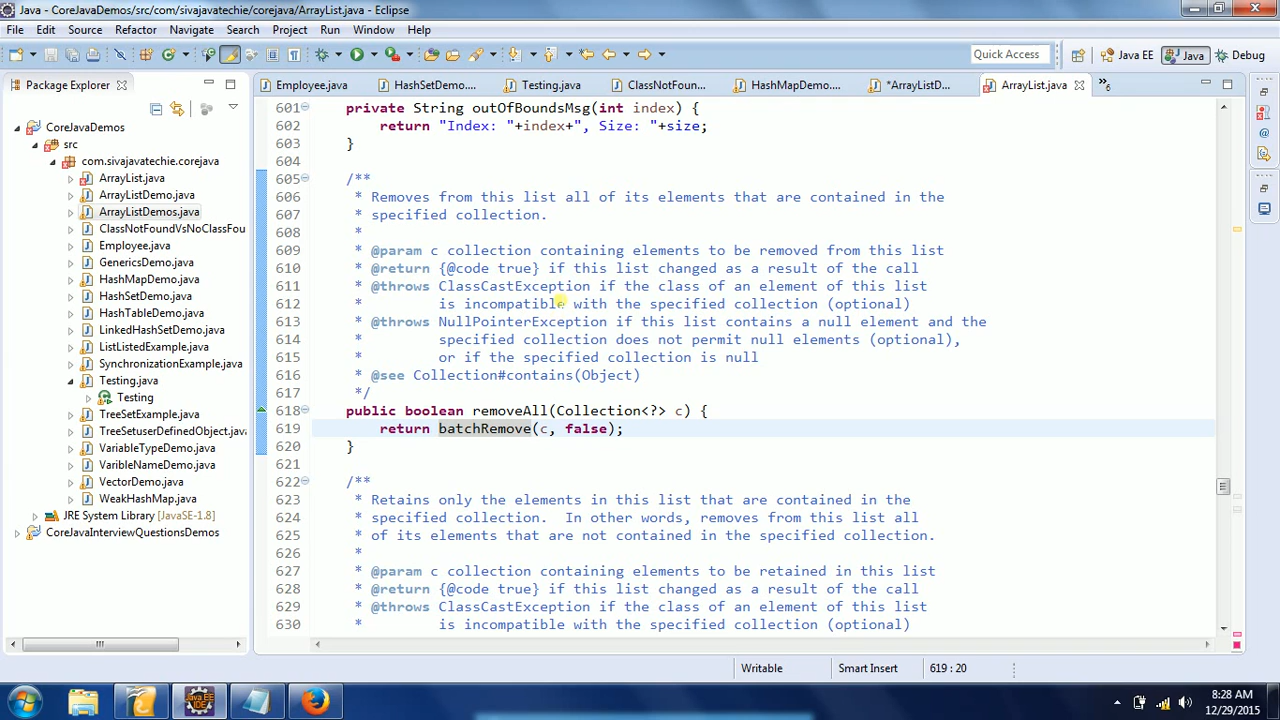 Java - CoreJavaDemos/src/com/sivajavatechie/corejava/ArrayList.java - Eclipse
File Edit Source Refactor Navigate Search Project Run Window Help
Quick Access Java EE Java Debug
Package Explorer Employee.java HashSetDemo.... Testing.java ClassNotFoun... HashMapDemo.... *ArrayListD... ArrayList.java »6
CoreJavaDemos
src
com.sivajavatechie.corejava
ArrayList.java
ArrayListDemo.java
ArrayListDemos.java
ClassNotFoundVsNoClassFou
Employee.java
GenericsDemo.java
HashMapDemo.java
HashSetDemo.java
HashTableDemo.java
LinkedHashSetDemo.java
ListListedExample.java
SynchronizationExample.java
Testing.java
Testing
TreeSetExample.java
TreeSetuserDefinedObject.java
VariableTypeDemo.java
VaribleNameDemo.java
VectorDemo.java
WeakHashMap.java
JRE System Library [JavaSE-1.8]
CoreJavaInterviewQuestionsDemos
601 private String outOfBoundsMsg(int index) {
602 return "Index: "+index+", Size: "+size;
603 }
604
605 /**
606 * Removes from this list all of its elements that are contained in the
607 * specified collection.
608 *
609 * @param c collection containing elements to be removed from this list
610 * @return {@code true} if this list changed as a result of the call
611 * @throws ClassCastException if the class of an element of this list
612 * is incompatible with the specified collection (optional)
613 * @throws NullPointerException if this list contains a null element and the
614 * specified collection does not permit null elements (optional),
615 * or if the specified collection is null
616 * @see Collection#contains(Object)
617 */
618 public boolean removeAll(Collection<?> c) {
619 return batchRemove(c, false);
620 }
621
622 /**
623 * Retains only the elements in this list that are contained in the
624 * specified collection. In other words, removes from this list all
625 * of its elements that are not contained in the specified collection.
626 *
627 * @param c collection containing elements to be retained in this list
628 * @return {@code true} if this list changed as a result of the call
629 * @throws ClassCastException if the class of an element of this list
630 * is incompatible with the specified collection (optional)
Writable Smart Insert 619 : 20
Java EE IDE
8:28 AM
12/29/2015